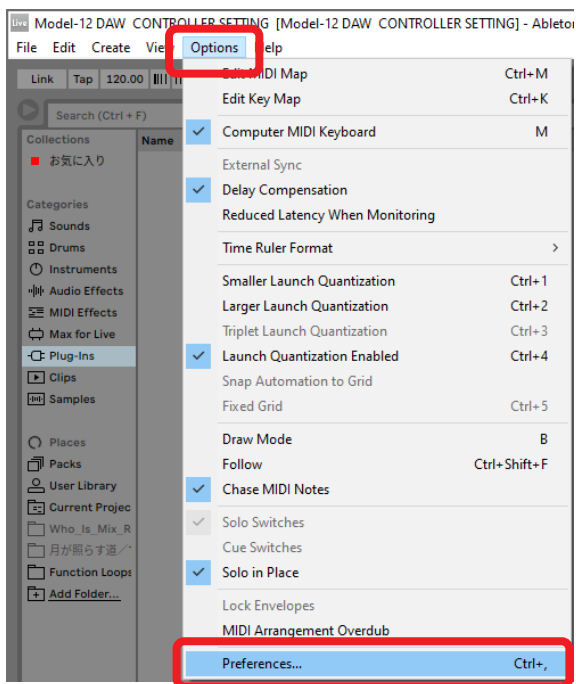 Live Model-12 DAW CONTROLLER SETTING [Model-12 DAW CONTROLLER SETTING] - Ableto
File Edit Create View Options Help
Link Tap 120.00
Search (Ctrl + F)
Collections Name
お気に入り
Categories
Sounds
Drums
Instruments
Audio Effects
MIDI Effects
Max for Live
Plug-Ins
Clips
Samples
Places
Packs
User Library
Current Projec
Who_Is_Mix_R
月が照らす道／
Function Loops
Add Folder...
Edit MIDI Map Ctrl+M
Edit Key Map Ctrl+K
Computer MIDI Keyboard M
External Sync
Delay Compensation
Reduced Latency When Monitoring
Time Ruler Format
Smaller Launch Quantization Ctrl+1
Larger Launch Quantization Ctrl+2
Triplet Launch Quantization Ctrl+3
Launch Quantization Enabled Ctrl+4
Snap Automation to Grid
Fixed Grid Ctrl+5
Draw Mode B
Follow Ctrl+Shift+F
Chase MIDI Notes
Solo Switches
Cue Switches
Solo in Place
Lock Envelopes
MIDI Arrangement Overdub
Preferences... Ctrl+,